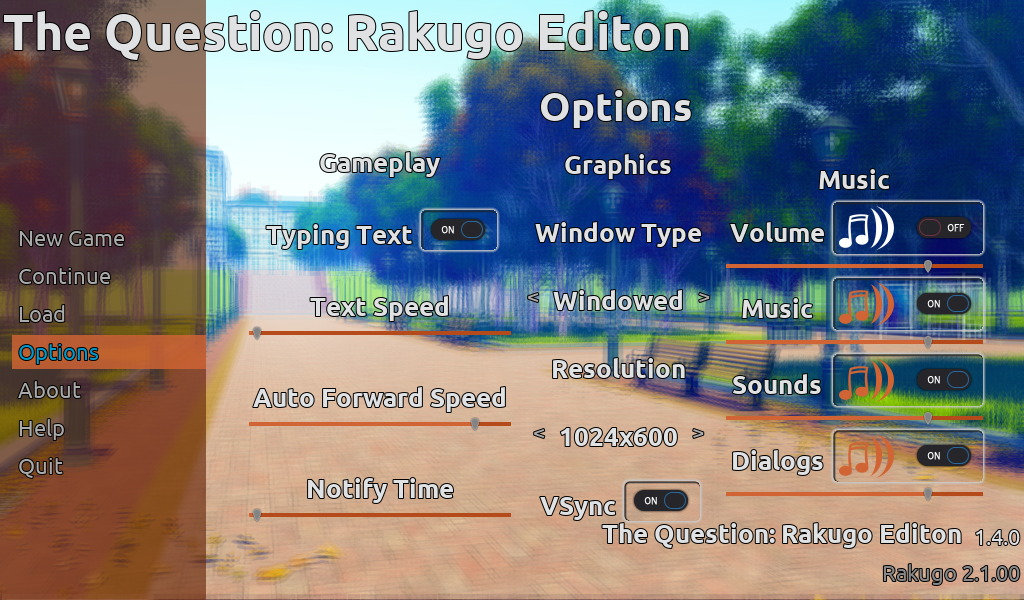 The Question: Rakugo Editon
Options
New Game
Continue
Load
Options
About
Help
Quit
Gameplay
Typing Text ON
Text Speed
Auto Forward Speed
Notify Time
Graphics
Window Type
< Windowed >
Resolution
< 1024x600 >
VSync ON
Music
Volume OFF
Music ON
Sounds ON
Dialogs ON
The Question: Rakugo Editon 1.4.0
Rakugo 2.1.00